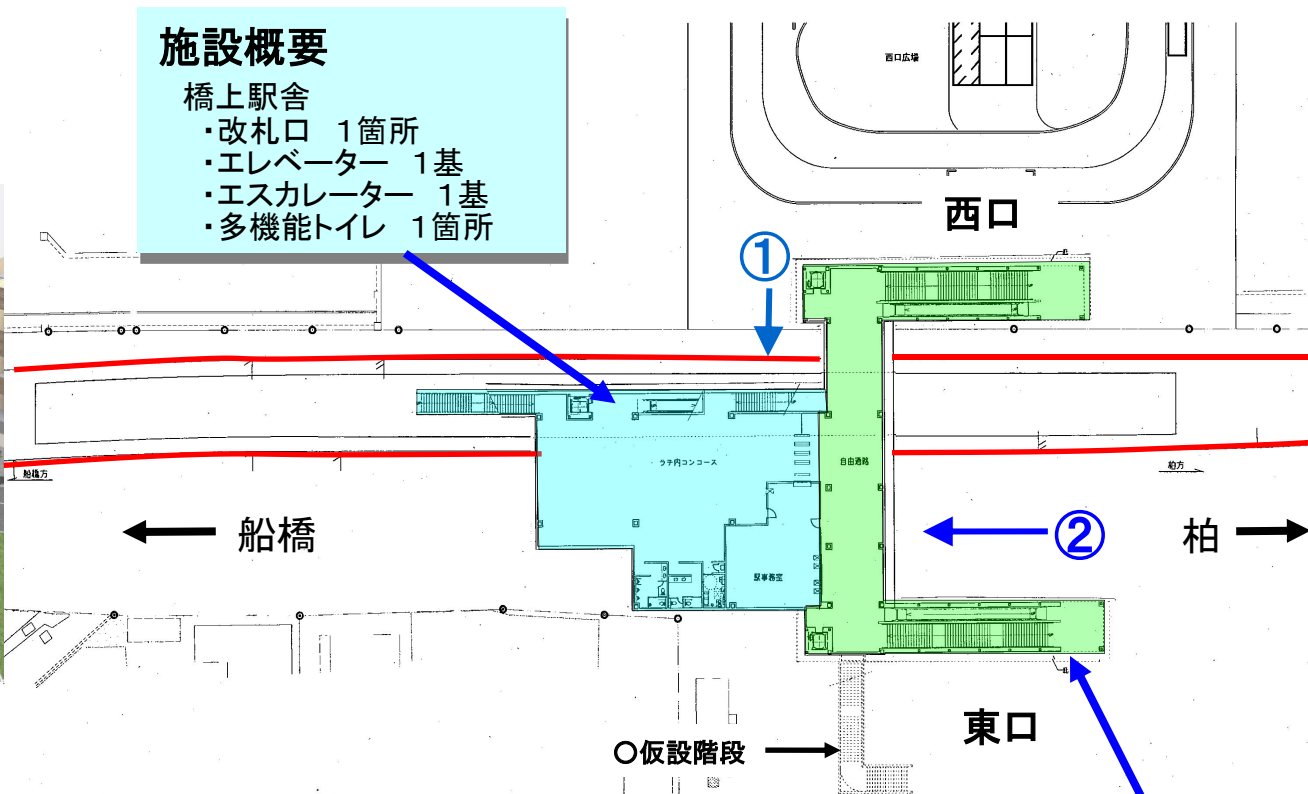 施設概要
橋上駅舎
・改札口 1箇所
・エレベーター 1基
・エスカレーター 1基
・多機能トイレ 1箇所
西口広場
西口
①
船橋方
ラチ内コンコース
自由通路
柏方
船橋
②
柏
駅事務室
東口
○仮設階段